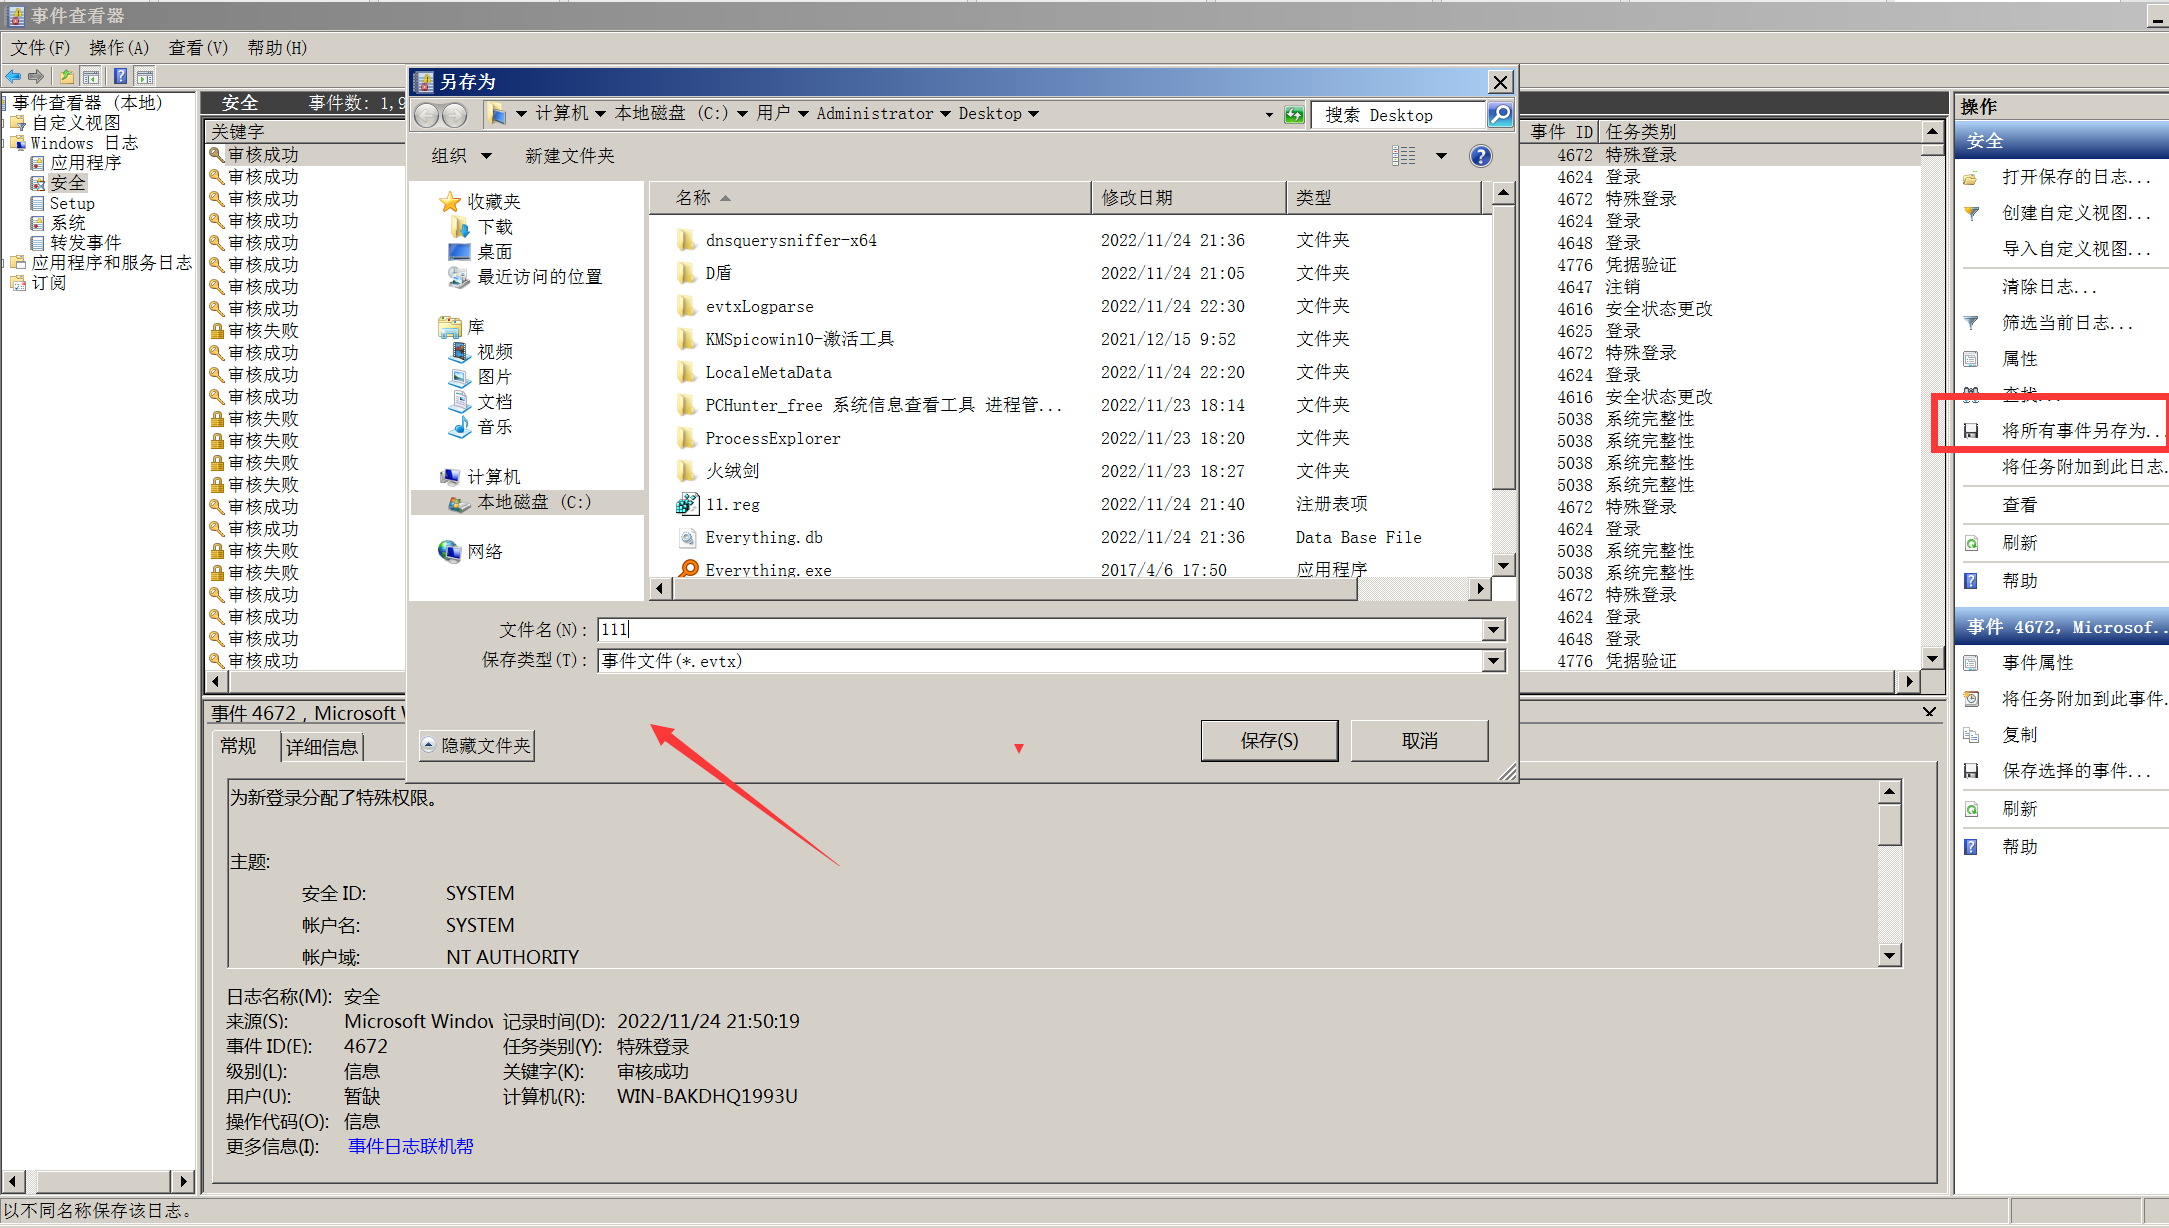 事件查看器
文件(F) 操作(A) 查看(V) 帮助(H)
事件查看器 (本地)
自定义视图
Windows 日志
应用程序
安全
Setup
系统
转发事件
应用程序和服务日志
订阅
安全 事件数: 1,9
关键字
审核成功
审核成功
审核成功
审核成功
审核成功
审核成功
审核成功
审核成功
审核失败
审核成功
审核成功
审核成功
审核失败
审核失败
审核失败
审核失败
审核成功
审核成功
审核失败
审核失败
审核成功
审核成功
审核成功
审核成功
另存为
计算机 本地磁盘 (C:) 用户 Administrator Desktop
搜索 Desktop
组织 新建文件夹
收藏夹
下载
桌面
最近访问的位置
库
视频
图片
文档
音乐
计算机
本地磁盘 (C:)
网络
名称 修改日期 类型
dnsquerysniffer-x64 2022/11/24 21:36 文件夹
D盾 2022/11/24 21:05 文件夹
evtxLogparse 2022/11/24 22:30 文件夹
KMSpicowin10-激活工具 2021/12/15 9:52 文件夹
LocaleMetaData 2022/11/24 22:20 文件夹
PCHunter_free 系统信息查看工具 进程管... 2022/11/23 18:14 文件夹
ProcessExplorer 2022/11/23 18:20 文件夹
火绒剑 2022/11/23 18:27 文件夹
11.reg 2022/11/24 21:40 注册表项
Everything.db 2022/11/24 21:36 Data Base File
Everything.exe 2017/4/6 17:50 应用程序
文件名(N): 111
保存类型(T): 事件文件(*.evtx)
隐藏文件夹 保存(S) 取消
事件 ID 任务类别
4672 特殊登录
4624 登录
4672 特殊登录
4624 登录
4648 登录
4776 凭据验证
4647 注销
4616 安全状态更改
4625 登录
4672 特殊登录
4624 登录
4616 安全状态更改
5038 系统完整性
5038 系统完整性
5038 系统完整性
5038 系统完整性
4672 特殊登录
4624 登录
5038 系统完整性
5038 系统完整性
4672 特殊登录
4624 登录
4648 登录
4776 凭据验证
操作
安全
打开保存的日志...
创建自定义视图...
导入自定义视图...
清除日志...
筛选当前日志...
属性
查找...
将所有事件另存为...
将任务附加到此日志.
查看
刷新
帮助
事件 4672, Microsof..
事件属性
将任务附加到此事件.
复制
保存选择的事件...
刷新
帮助
事件 4672，Microsoft W
常规 详细信息
为新登录分配了特殊权限。
主题:
安全 ID: SYSTEM
帐户名: SYSTEM
帐户域: NT AUTHORITY
日志名称(M): 安全
来源(S): Microsoft Window 记录时间(D): 2022/11/24 21:50:19
事件 ID(E): 4672 任务类别(Y): 特殊登录
级别(L): 信息 关键字(K): 审核成功
用户(U): 暂缺 计算机(R): WIN-BAKDHQ1993U
操作代码(O): 信息
更多信息(I): 事件日志联机帮
以不同名称保存该日志。